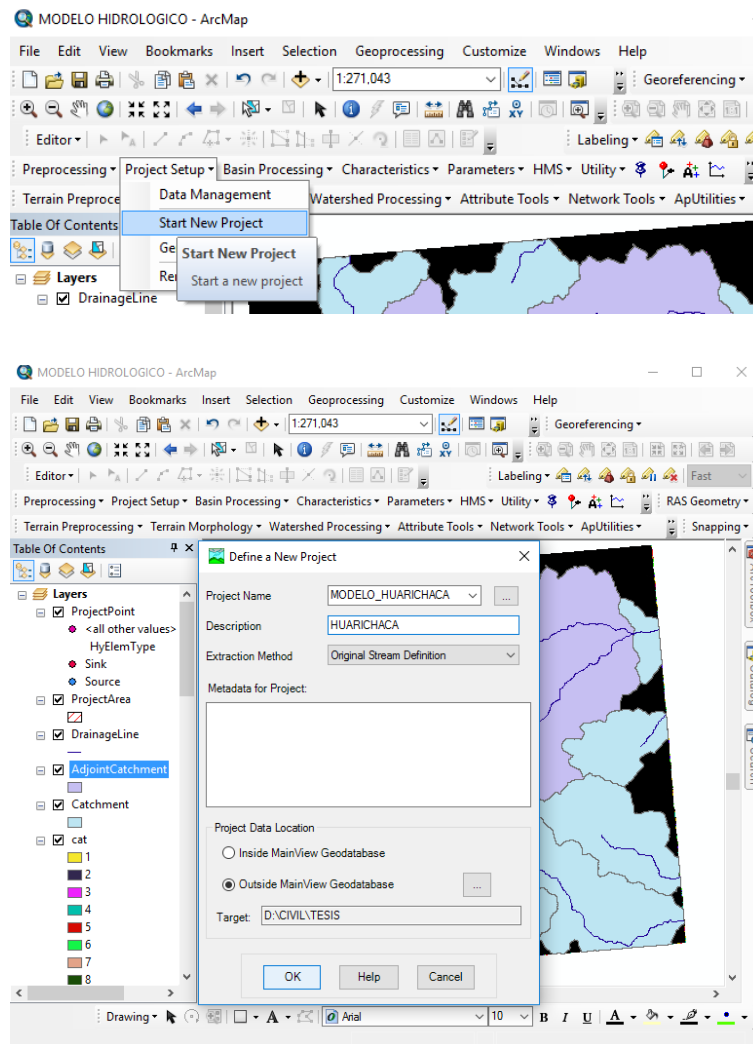 MODELO HIDROLOGICO - ArcMap
File Edit View Bookmarks Insert Selection Geoprocessing Customize Windows Help
1:271,043 Georeferencing
Editor Labeling
Preprocessing Project Setup Basin Processing Characteristics Parameters HMS Utility
Terrain Preproce Data Management Watershed Processing Attribute Tools Network Tools ApUtilities
Table Of Contents Start New Project
Ge Start New Project
Layers Re Start a new project
DrainageLine
MODELO HIDROLOGICO - ArcMap
File Edit View Bookmarks Insert Selection Geoprocessing Customize Windows Help
1:271,043 Georeferencing
Editor Labeling Fast
Preprocessing Project Setup Basin Processing Characteristics Parameters HMS Utility RAS Geometry
Terrain Preprocessing Terrain Morphology Watershed Processing Attribute Tools Network Tools ApUtilities Snapping
Table Of Contents
Layers
ProjectPoint
<all other values>
HyElemType
Sink
Source
ProjectArea
DrainageLine
AdjointCatchment
Catchment
cat
1
2
3
4
5
6
7
8
Define a New Project
Project Name MODELO_HUARICHACA ...
Description HUARICHACA
Extraction Method Original Stream Definition
Metadata for Project:
Project Data Location
Inside MainView Geodatabase
Outside MainView Geodatabase ...
Target: D:\CIVIL\TESIS
OK Help Cancel
Drawing A Arial 10 B I U A